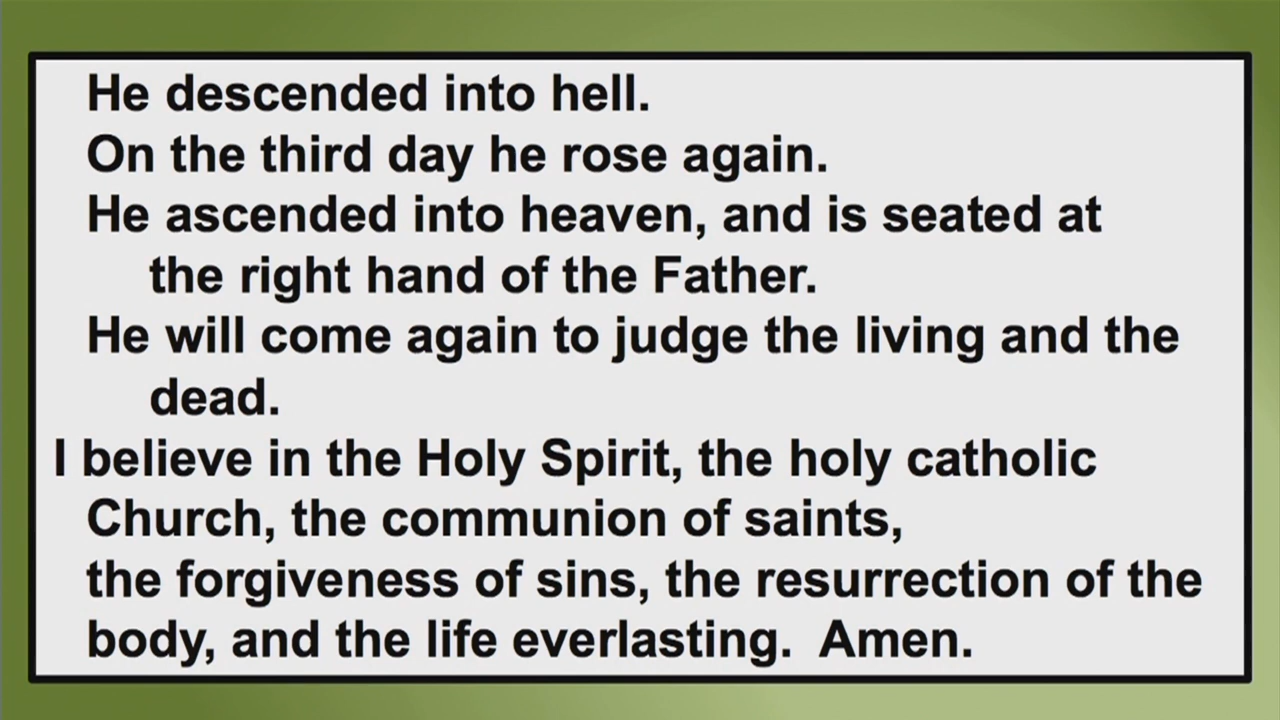 He descended into hell.
On the third day he rose again.
He ascended into heaven, and is seated at
the right hand of the Father.
He will come again to judge the living and the
dead.
I believe in the Holy Spirit, the holy catholic
Church, the communion of saints,
the forgiveness of sins, the resurrection of the
body, and the life everlasting.  Amen.